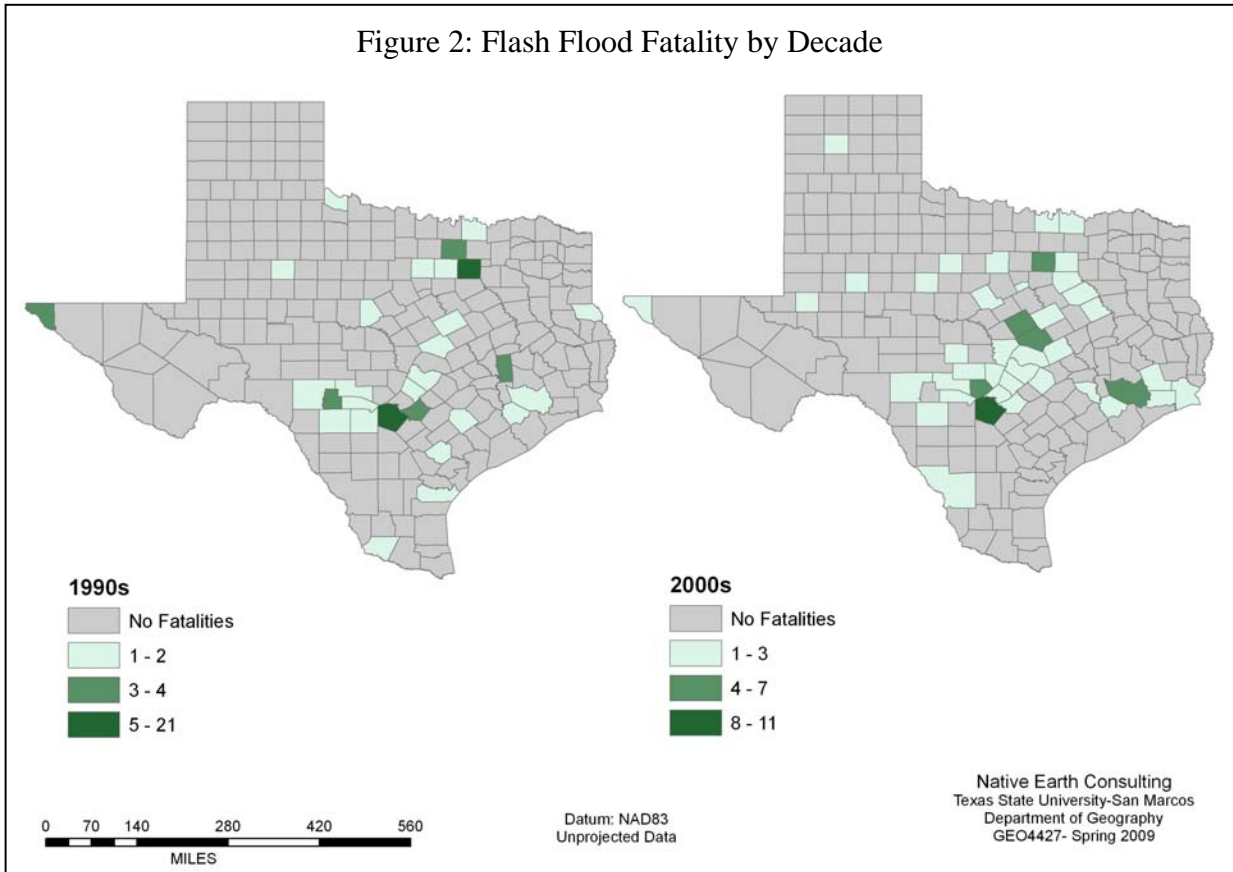 Figure 2: Flash Flood Fatality by Decade
1990s
No Fatalities
1 - 2
3 - 4
5 - 21
2000s
No Fatalities
1 - 3
4 - 7
8 - 11
0 70 140 280 420 560
MILES
Datum: NAD83
Unprojected Data
Native Earth Consulting
Texas State University-San Marcos
Department of Geography
GEO4427- Spring 2009